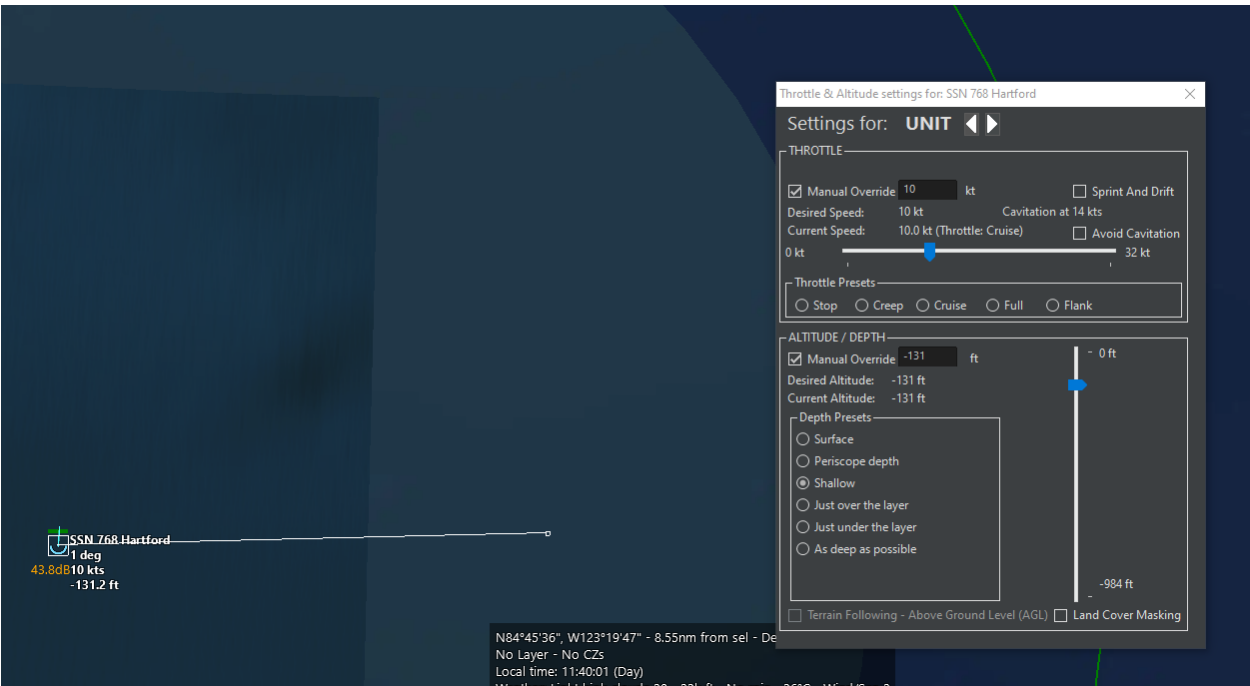 Throttle & Altitude settings for: SSN 768 Hartford
Settings for: UNIT
THROTTLE
Manual Override 10 kt
Sprint And Drift
Desired Speed: 10 kt
Cavitation at 14 kts
Current Speed: 10.0 kt (Throttle: Cruise)
Avoid Cavitation
0 kt
32 kt
Throttle Presets
Stop Creep Cruise Full Flank
ALTITUDE / DEPTH
Manual Override -131 ft
0 ft
Desired Altitude: -131 ft
Current Altitude: -131 ft
Depth Presets
Surface
Periscope depth
Shallow
Just over the layer
Just under the layer
As deep as possible
-984 ft
Terrain Following - Above Ground Level (AGL)
Land Cover Masking
SSN 768 Hartford
1 deg
43.8dB 10 kts
-131.2 ft
N84°45'36", W123°19'47" - 8.55nm from sel - De
No Layer - No CZs
Local time: 11:40:01 (Day)